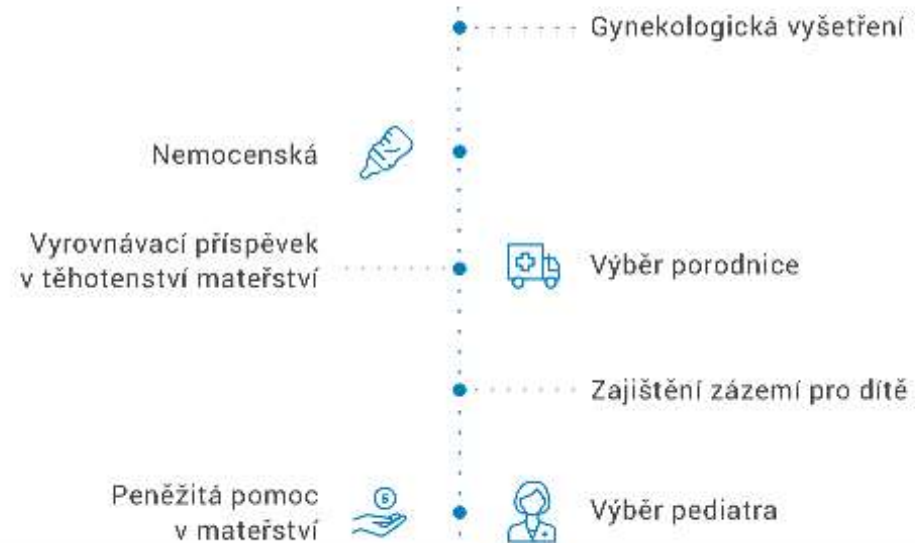 Gynekologická vyšetření
Nemocenská
Vyrovnávací příspěvek
v těhotenství mateřství
Výběr porodnice
Zajištění zázemí pro dítě
Peněžitá pomoc
v mateřství
Výběr pediatra